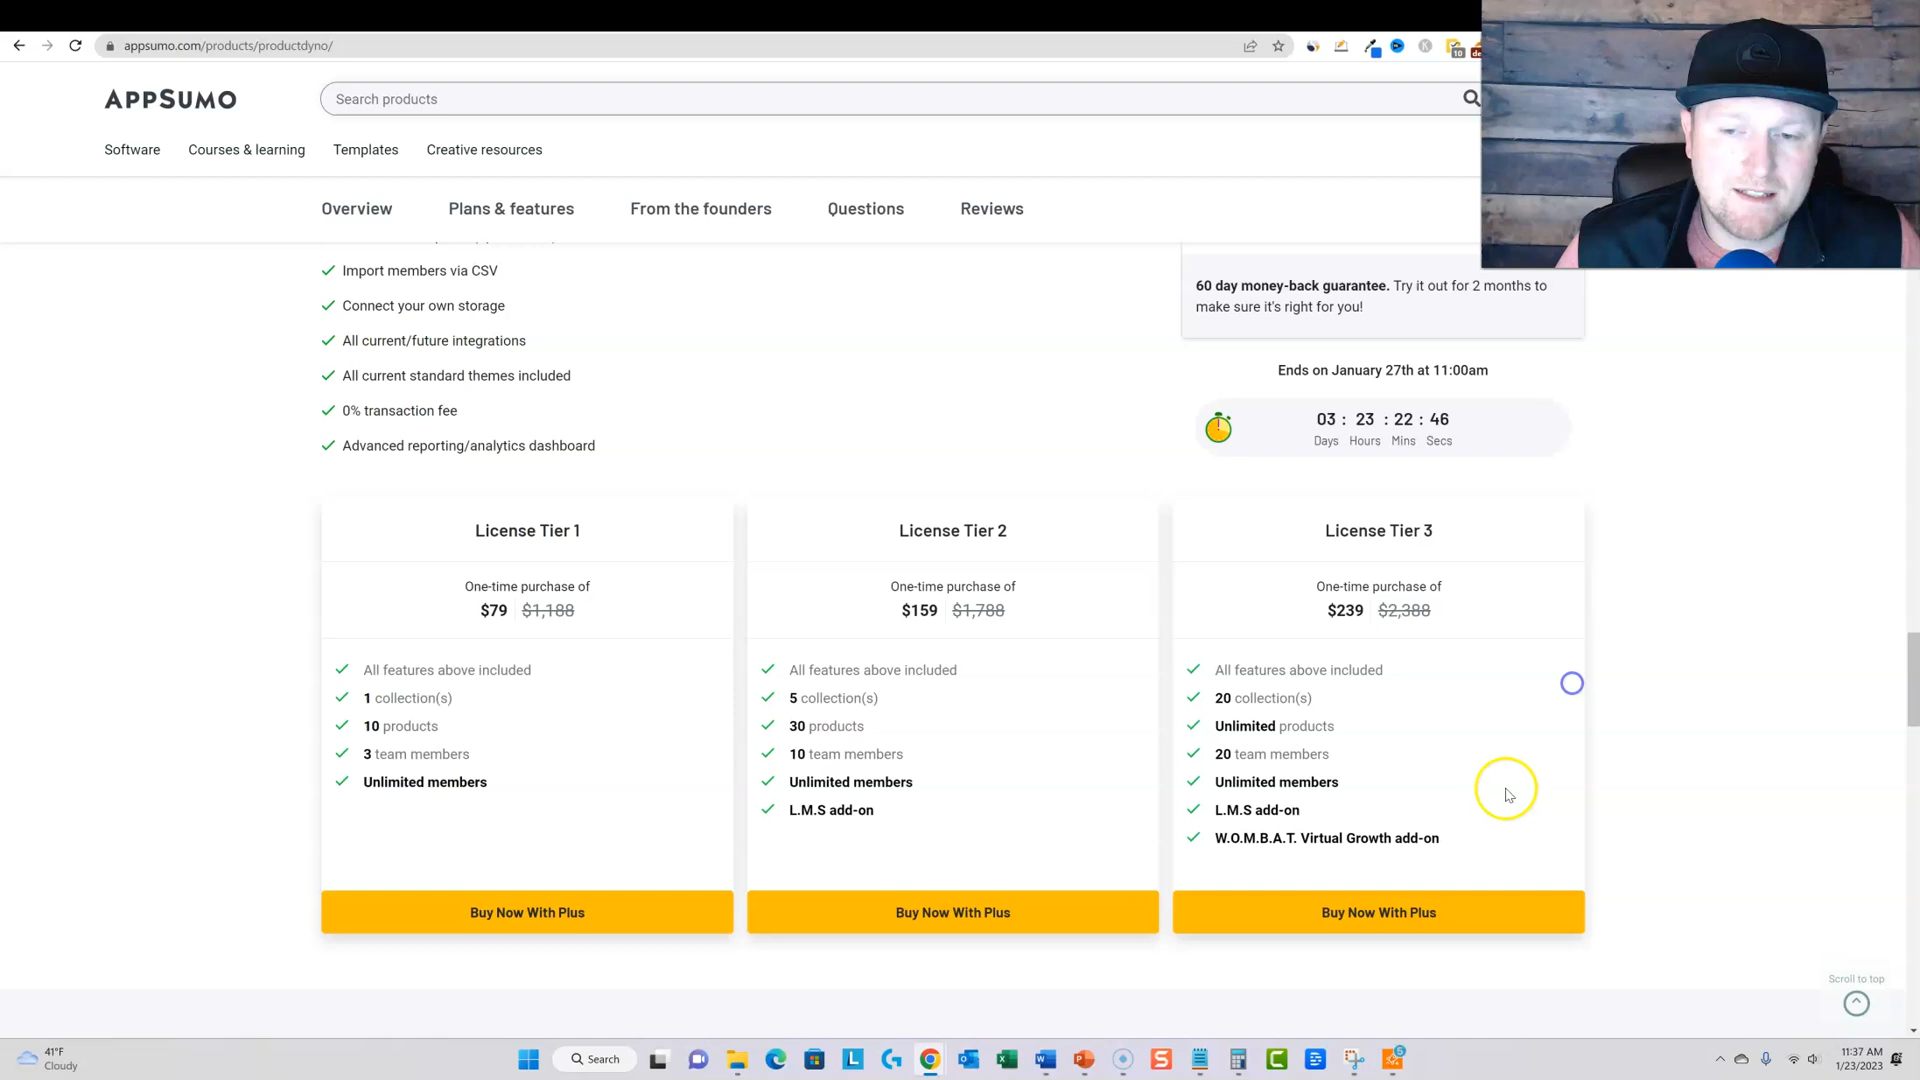 appsumo.com/products/productdyno/
10
APPSUMO
Search products
Software Courses & learning Templates Creative resources
Overview Plans & features From the founders Questions Reviews
Import members via CSV
Connect your own storage
All current/future integrations
All current standard themes included
0% transaction fee
Advanced reporting/analytics dashboard
60 day money-back guarantee. Try it out for 2 months to
make sure it's right for you!
Ends on January 27th at 11:00am
03 : 23 : 22 : 46
Days Hours Mins Secs
License Tier 1
One-time purchase of
$79 $1,188
All features above included
1 collection(s)
10 products
3 team members
Unlimited members
Buy Now With Plus
License Tier 2
One-time purchase of
$159 $1,788
All features above included
5 collection(s)
30 products
10 team members
Unlimited members
L.M.S add-on
Buy Now With Plus
License Tier 3
One-time purchase of
$239 $2,388
All features above included
20 collection(s)
Unlimited products
20 team members
Unlimited members
L.M.S add-on
W.O.M.B.A.T. Virtual Growth add-on
Buy Now With Plus
Scroll to top
41°F
Cloudy
Search
11:37 AM
1/23/2023